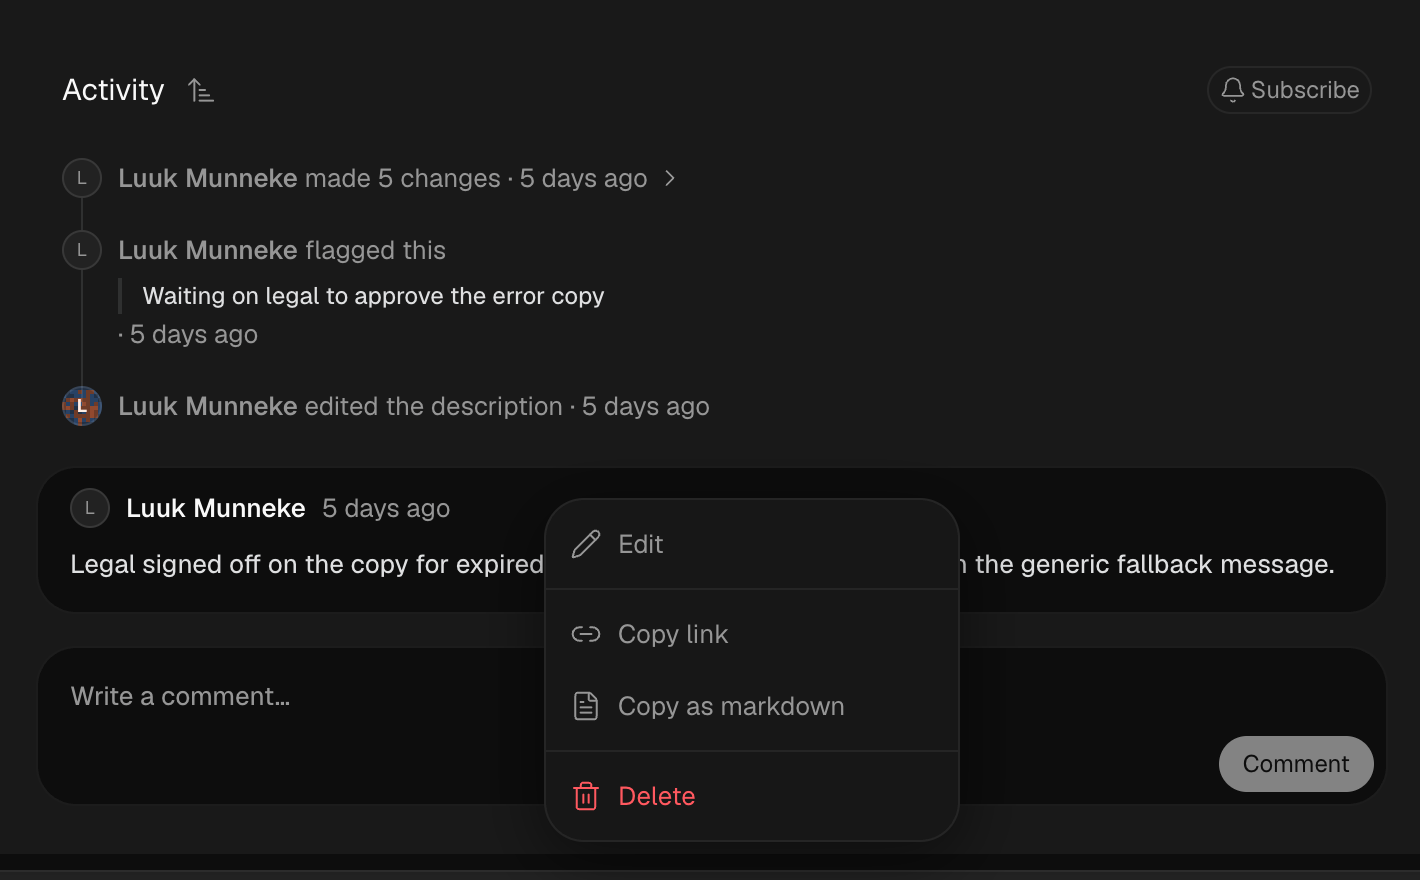 Activity
Subscribe
L
Luuk Munneke made 5 changes · 5 days ago
L
Luuk Munneke flagged this
Waiting on legal to approve the error copy
· 5 days ago
L
Luuk Munneke edited the description · 5 days ago
L
Luuk Munneke 5 days ago
Legal signed off on the copy for expired the generic fallback message.
Edit
Copy link
Copy as markdown
Delete
Write a comment...
Comment